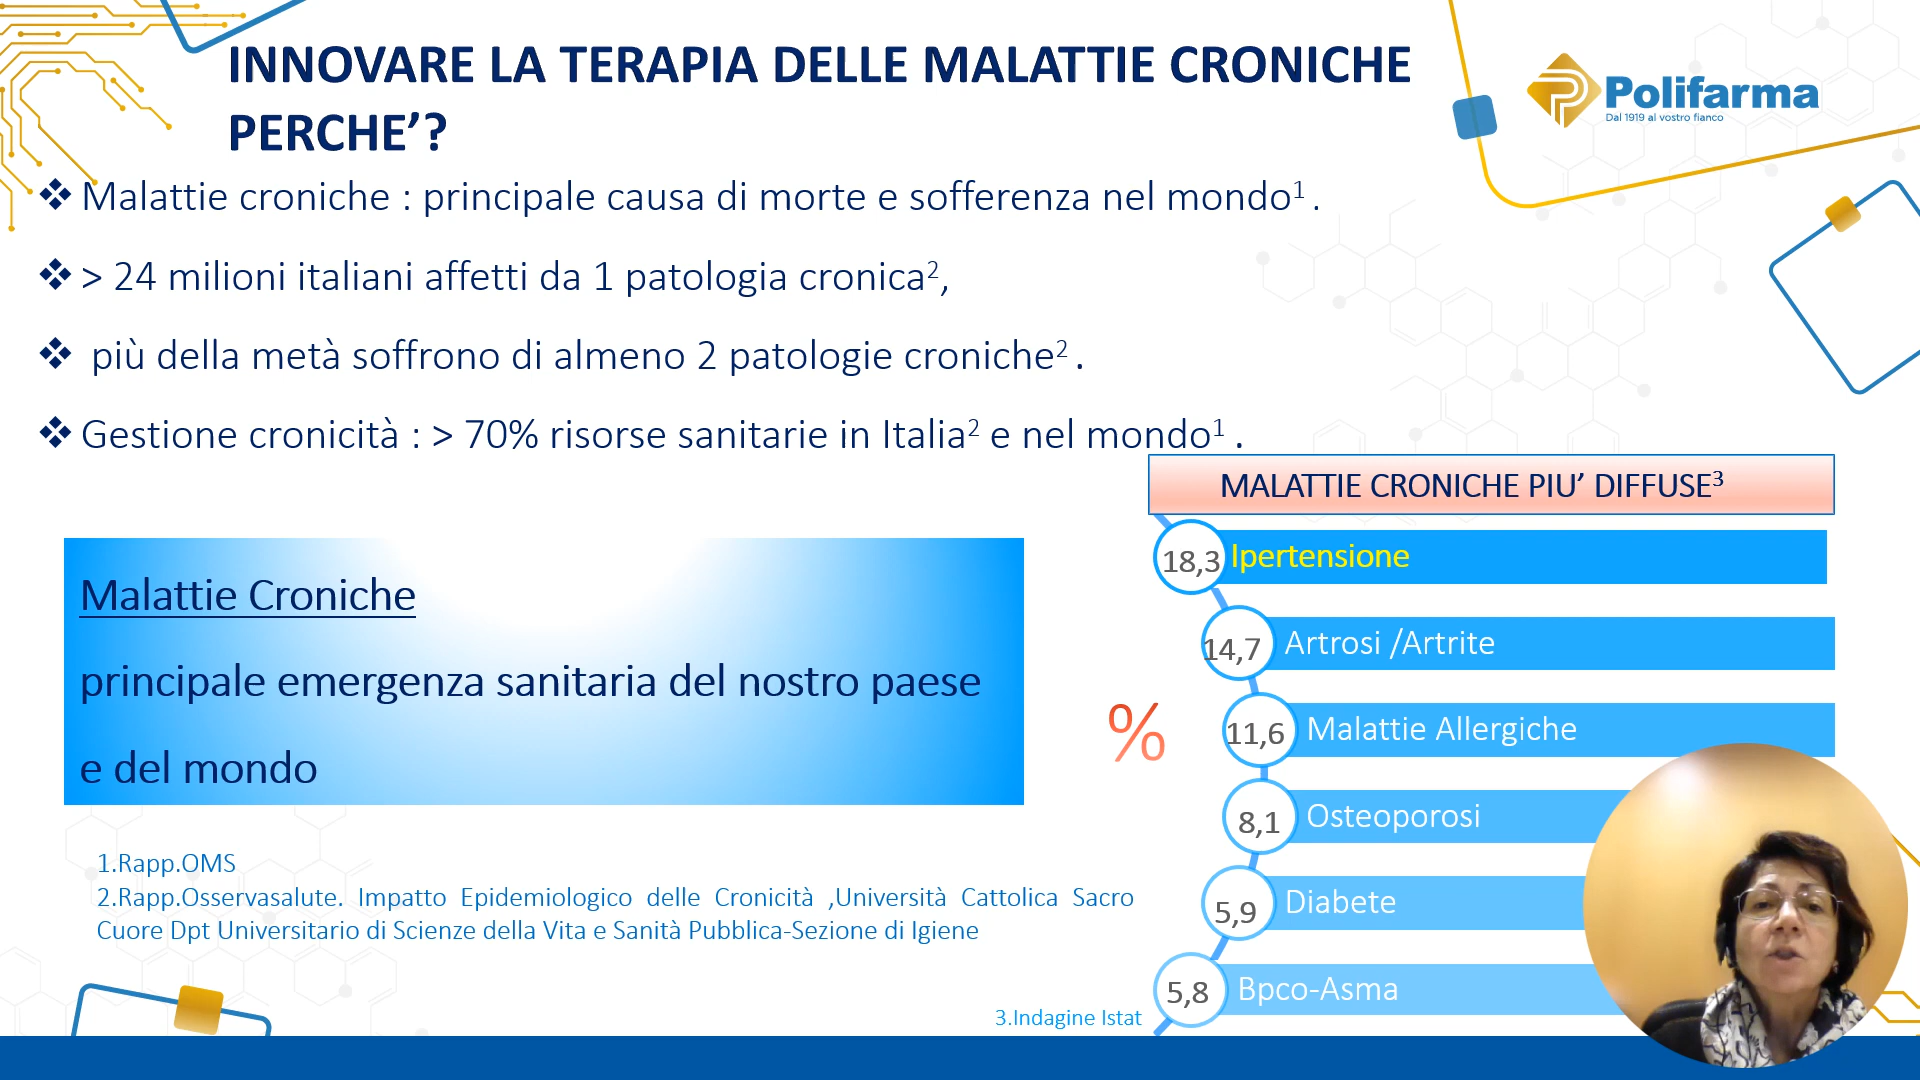 INNOVARE LA TERAPIA DELLE MALATTIE CRONICHE
PERCHE’?
Polifarma
Dal 1919 al vostro fianco
❖ Malattie croniche : principale causa di morte e sofferenza nel mondo¹ .
❖ > 24 milioni italiani affetti da 1 patologia cronica²,
❖ più della metà soffrono di almeno 2 patologie croniche² .
❖ Gestione cronicità : > 70% risorse sanitarie in Italia² e nel mondo¹ .
Malattie Croniche
principale emergenza sanitaria del nostro paese
e del mondo
1.Rapp.OMS
2.Rapp.Osservasalute. Impatto Epidemiologico delle Cronicità ,Università Cattolica Sacro
Cuore Dpt Universitario di Scienze della Vita e Sanità Pubblica-Sezione di Igiene
MALATTIE CRONICHE PIU’ DIFFUSE³
%
18,3 Ipertensione
14,7 Artrosi /Artrite
11,6 Malattie Allergiche
8,1 Osteoporosi
5,9 Diabete
5,8 Bpco-Asma
3.Indagine Istat